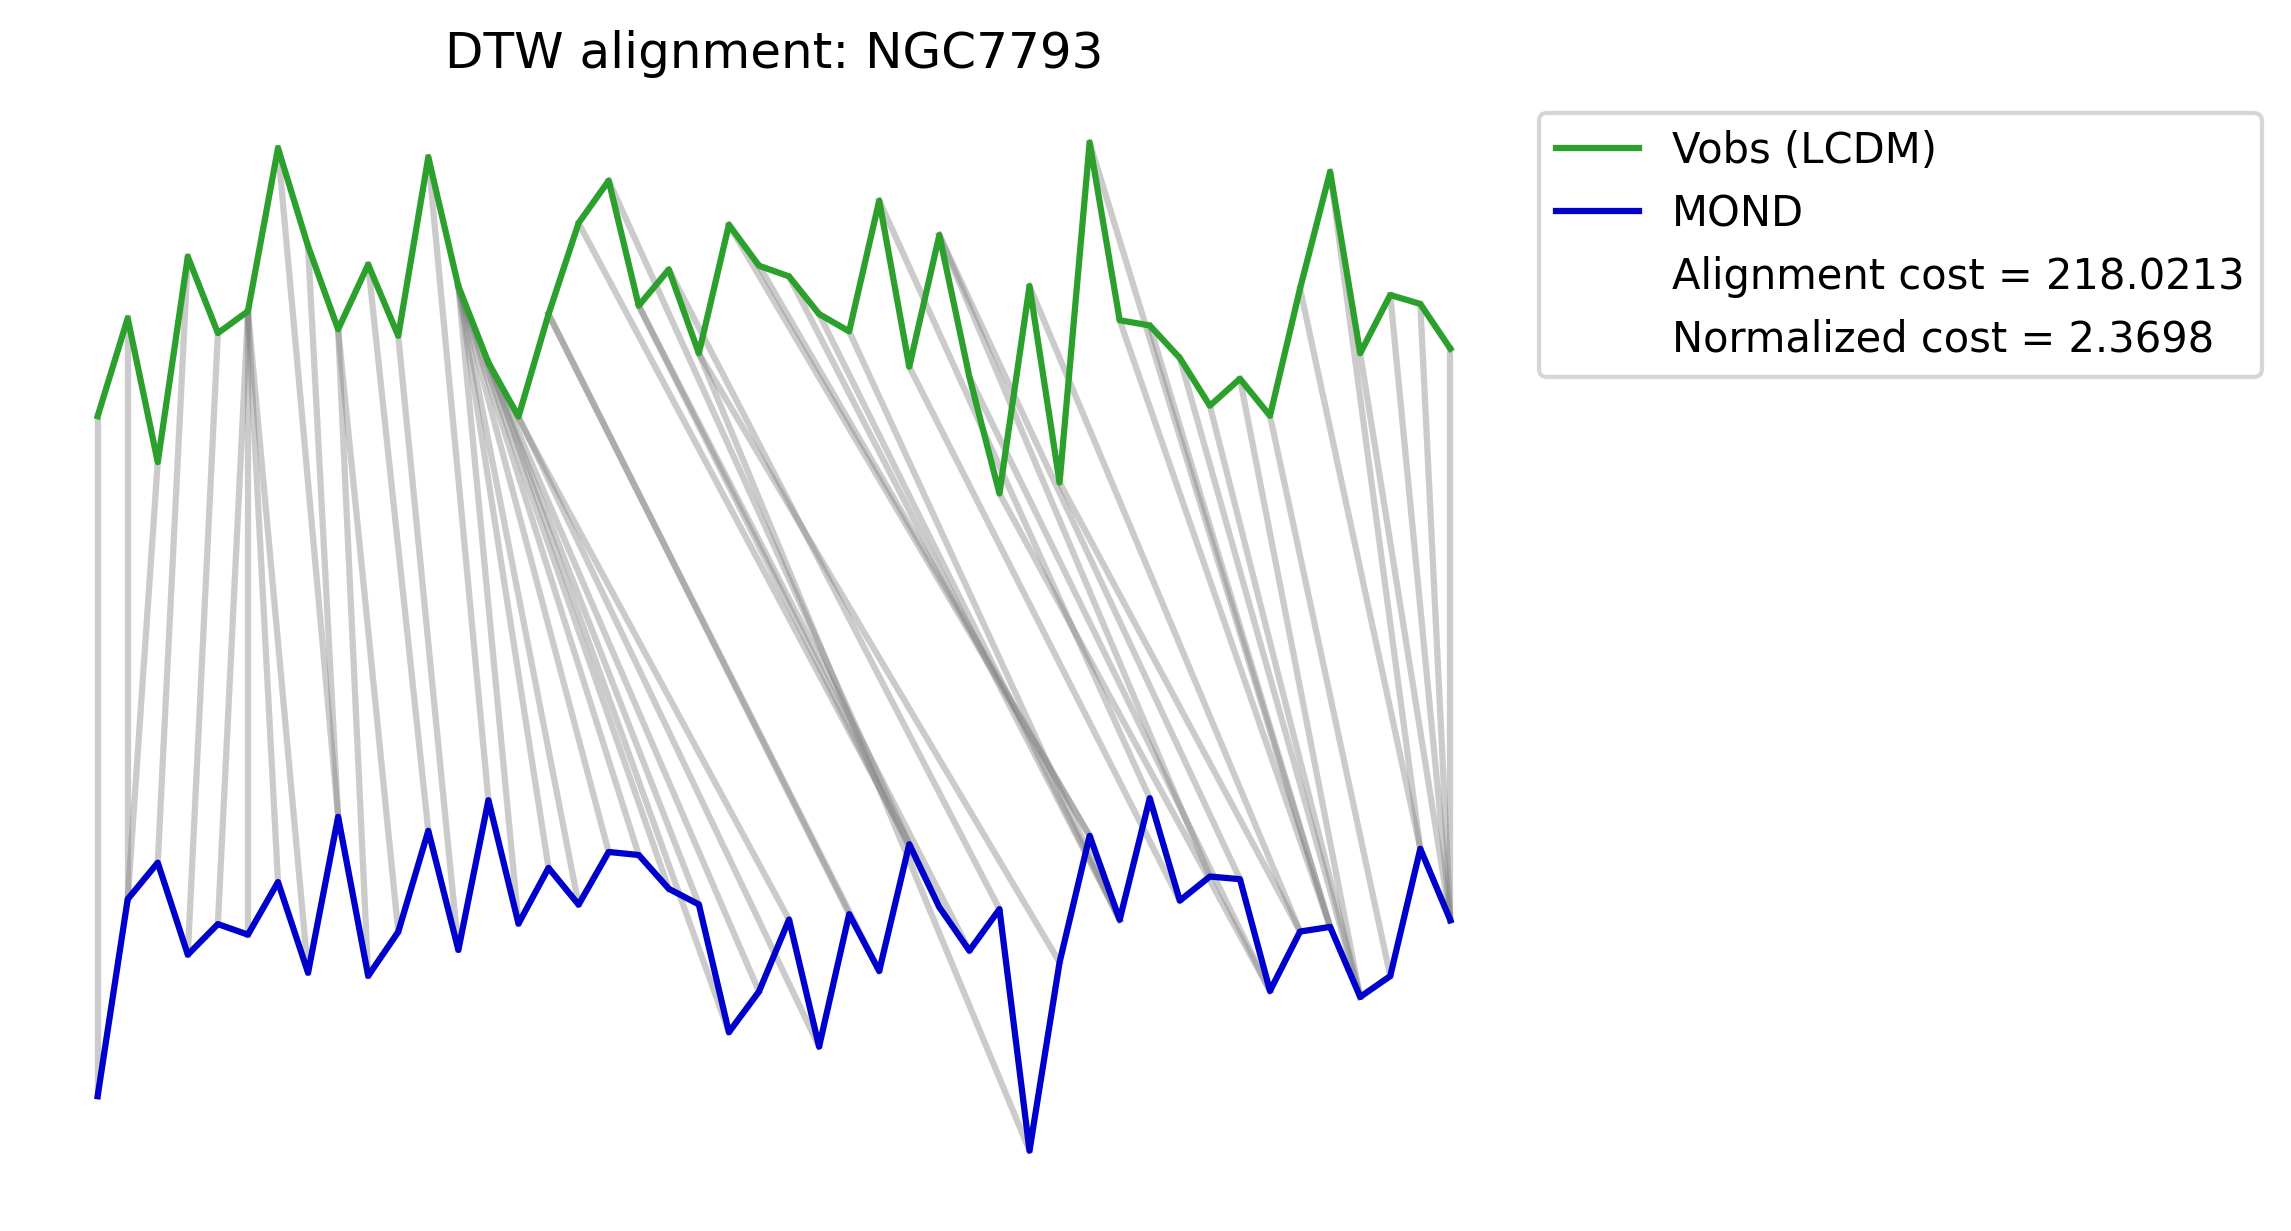 DTW alignment: NGC7793
Vobs (LCDM)
MOND
Alignment cost = 218.0213
Normalized cost = 2.3698